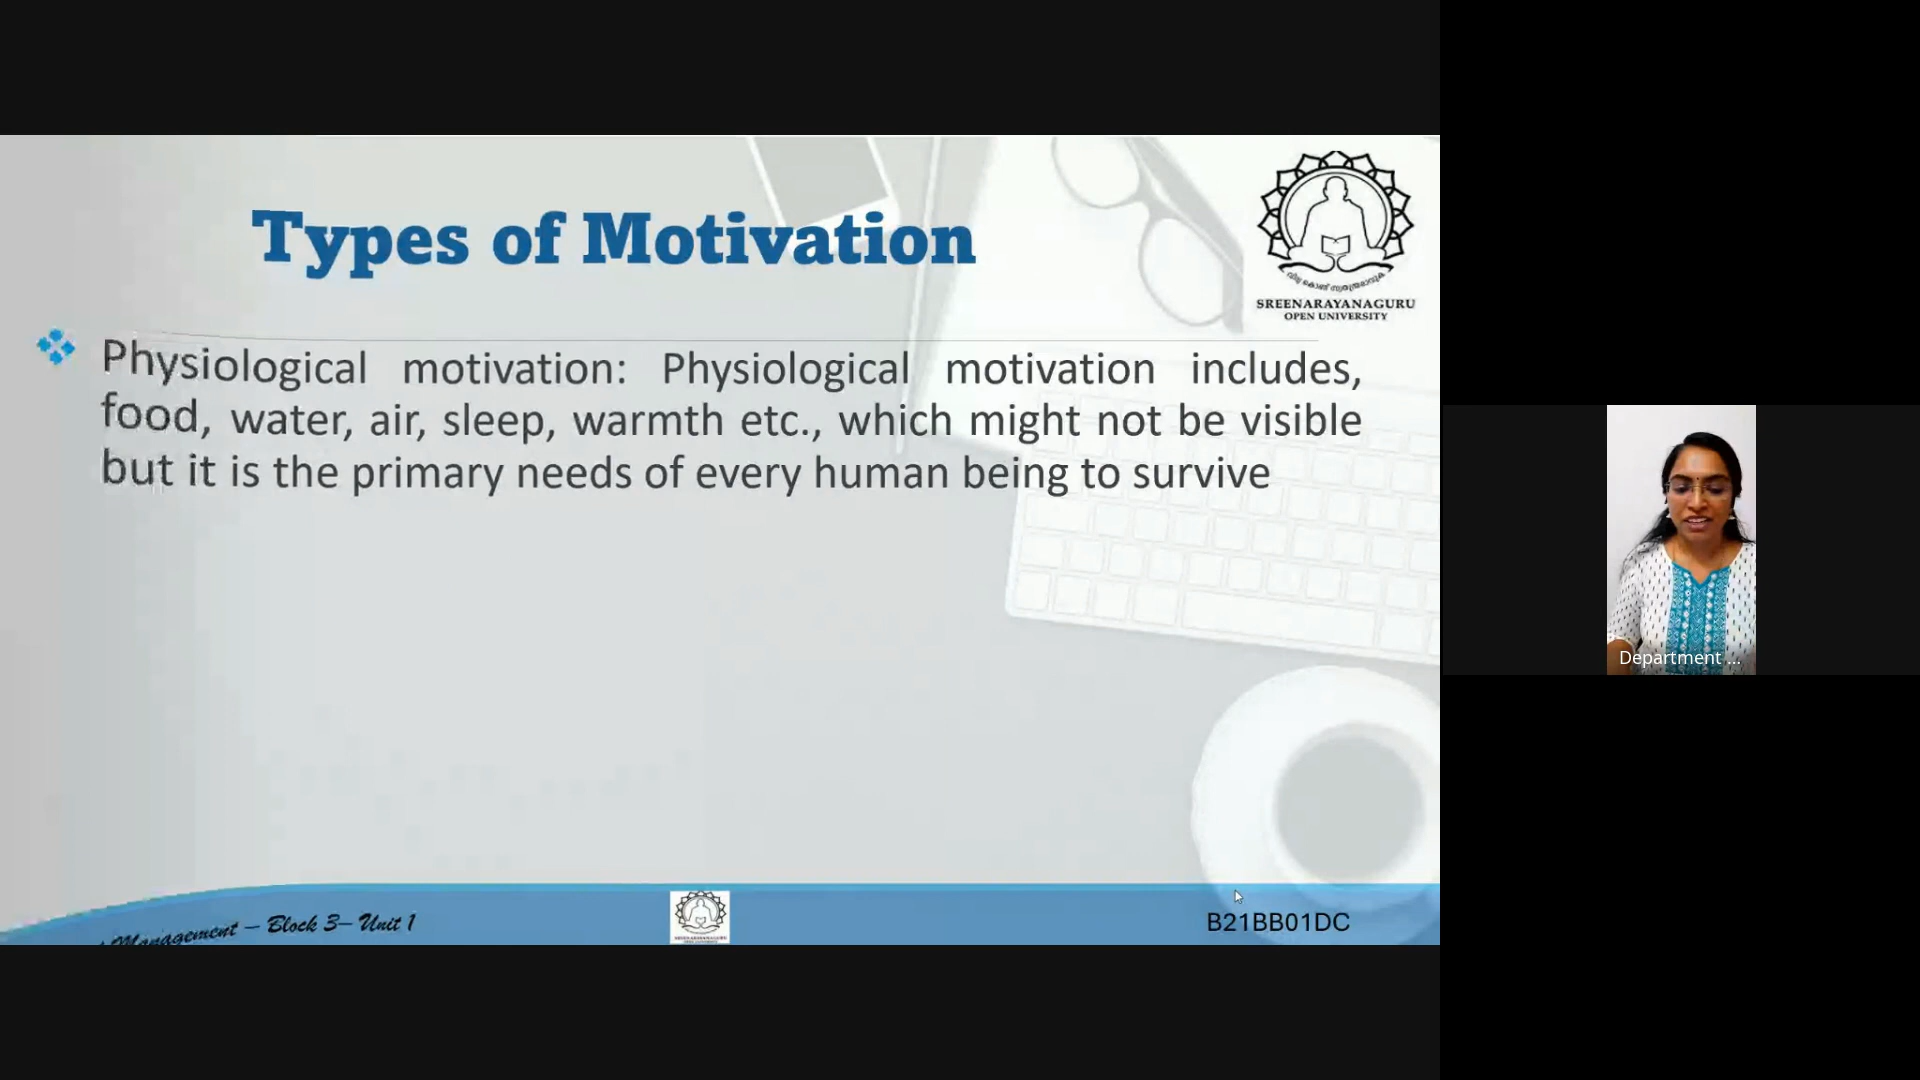 Types of Motivation
SREENARAYANAGURU
OPEN UNIVERSITY
Physiological motivation: Physiological motivation includes,
food, water, air, sleep, warmth etc., which might not be visible
but it is the primary needs of every human being to survive
Department ...
Management – Block 3– Unit 1
B21BB01DC